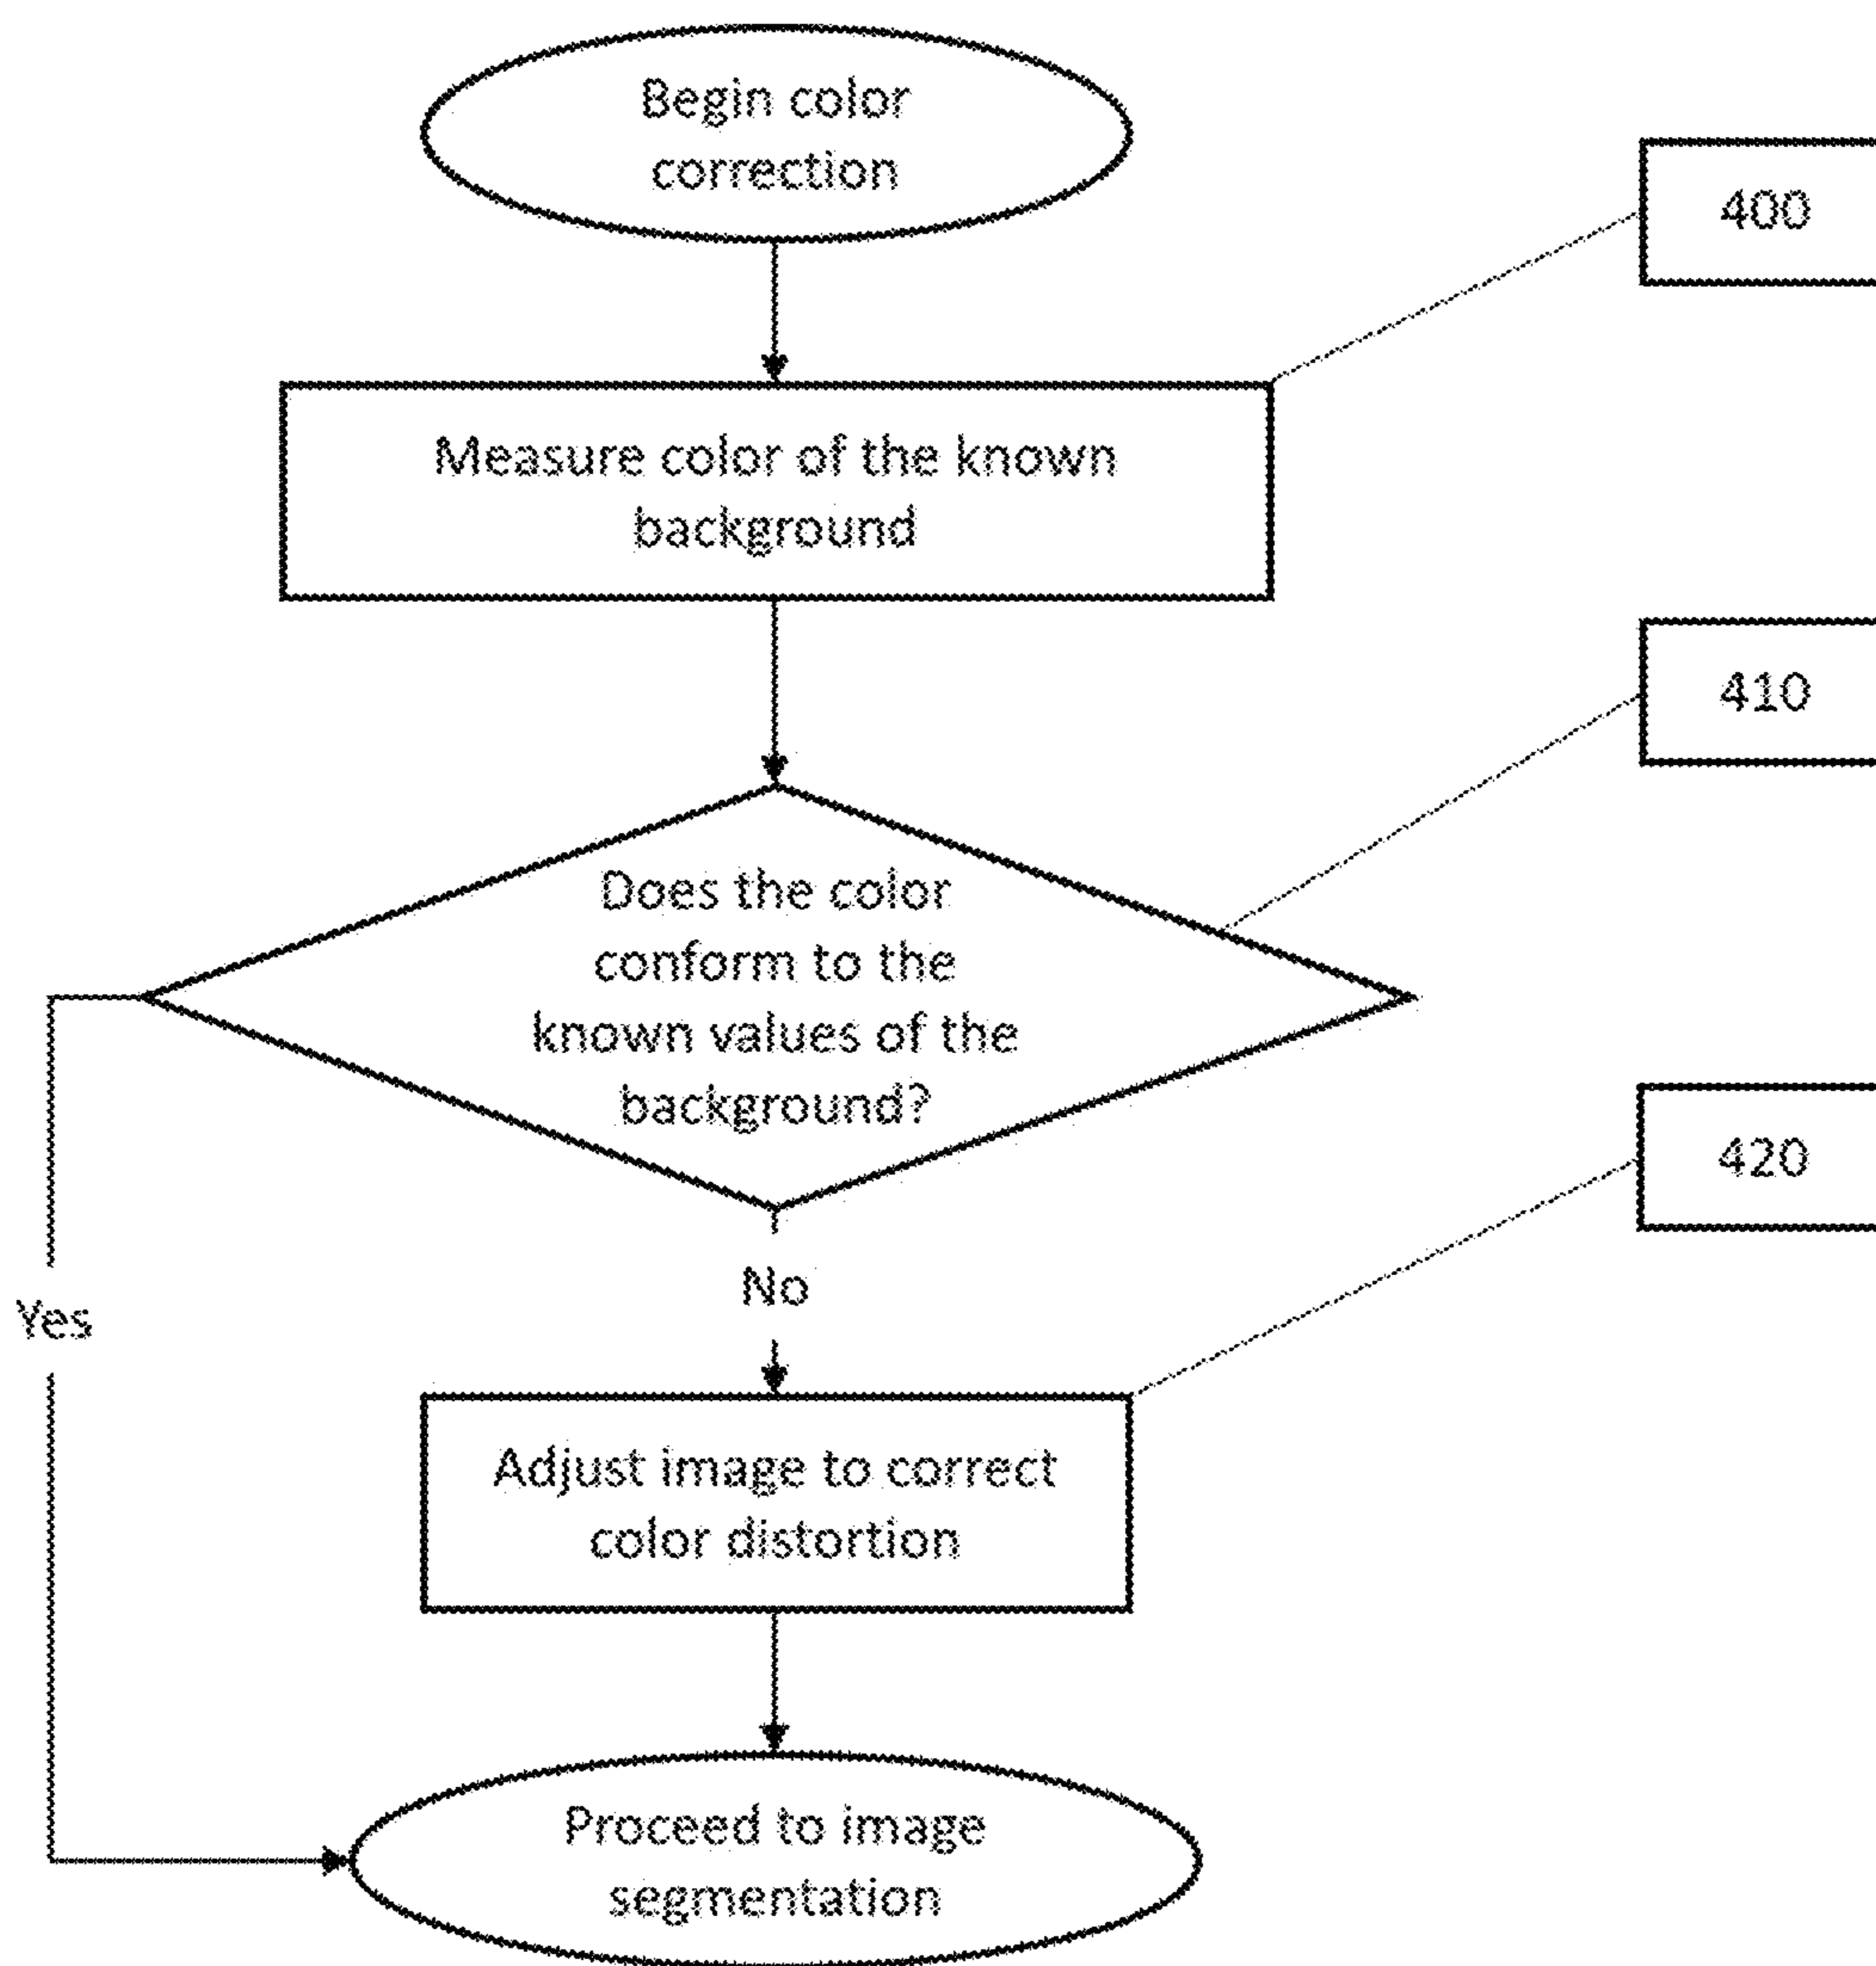 Begin color
correction
400
Measure color of the known
background
410
Does the color
conform to the
known values of the
background?
420
No
Yes
Adjust image to correct
color distortion
Proceed to image
segmentation